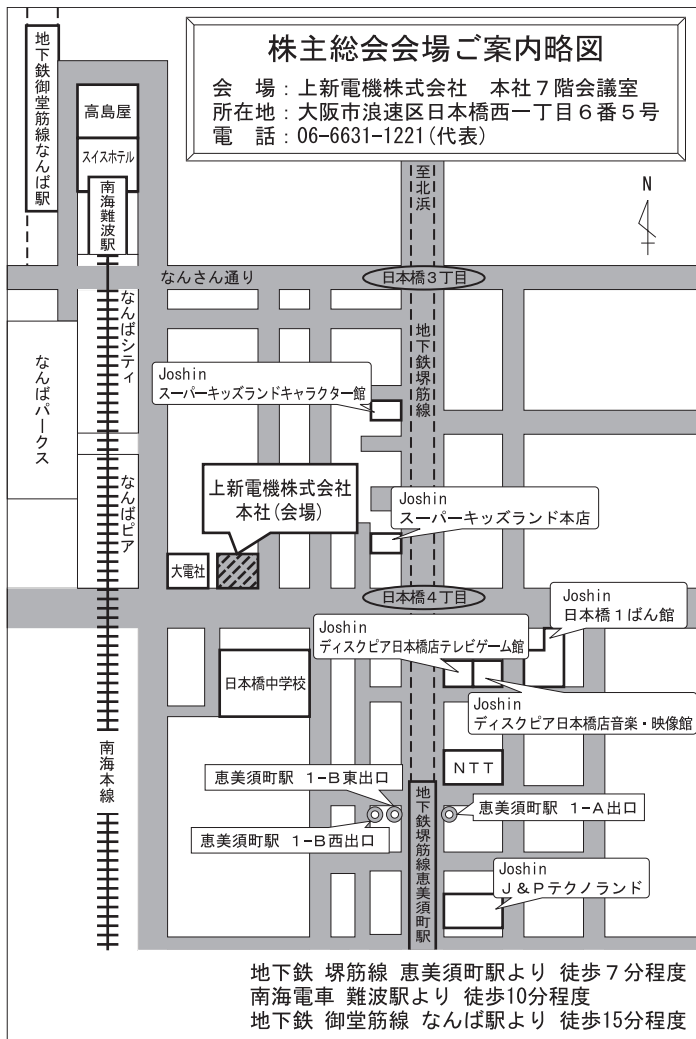 株主総会会場ご案内略図
会　場：上新電機株式会社　本社７階会議室
所在地：大阪市浪速区日本橋西一丁目６番５号
電　話：06-6631-1221(代表)
地下鉄御堂筋線なんば駅
高島屋
スイスホテル
南海難波駅
至北浜
N
なんさん通り
日本橋３丁目
なんばシティ
地下鉄堺筋線
なんばパークス
Joshin
スーパーキッズランドキャラクター館
なんばピア
上新電機株式会社
本社(会場)
Joshin
スーパーキッズランド本店
大電社
日本橋４丁目
Joshin
日本橋１ばん館
Joshin
ディスクピア日本橋店テレビゲーム館
日本橋中学校
Joshin
ディスクピア日本橋店音楽・映像館
南海本線
ＮＴＴ
恵美須町駅 １-Ｂ東出口
地下鉄堺筋線恵美須町駅
恵美須町駅 １-Ａ出口
恵美須町駅 １-Ｂ西出口
Joshin
Ｊ＆Ｐテクノランド
地下鉄 堺筋線 恵美須町駅より 徒歩７分程度
南海電車 難波駅より 徒歩10分程度
地下鉄 御堂筋線 なんば駅より 徒歩15分程度